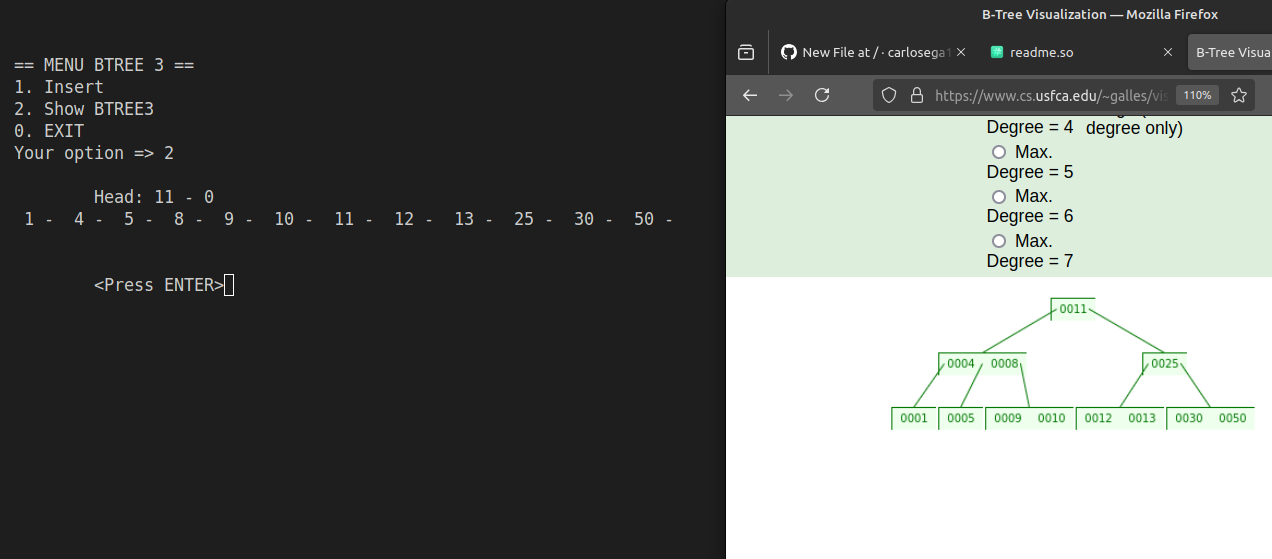 == MENU BTREE 3 ==
1. Insert
2. Show BTREE3
0. EXIT
Your option => 2
Head: 11 - 0
1 - 4 - 5 - 8 - 9 - 10 - 11 - 12 - 13 - 25 - 30 - 50 -
<Press ENTER>
B-Tree Visualization — Mozilla Firefox
New File at / · carlosega
readme.so
B-Tree Visua
https://www.cs.usfca.edu/~galles/vis
110%
Degree = 4 degree only)
Max.
Degree = 5
Max.
Degree = 6
Max.
Degree = 7
0011
0004 0008 0025
0001 0005 0009 0010 0012 0013 0030 0050